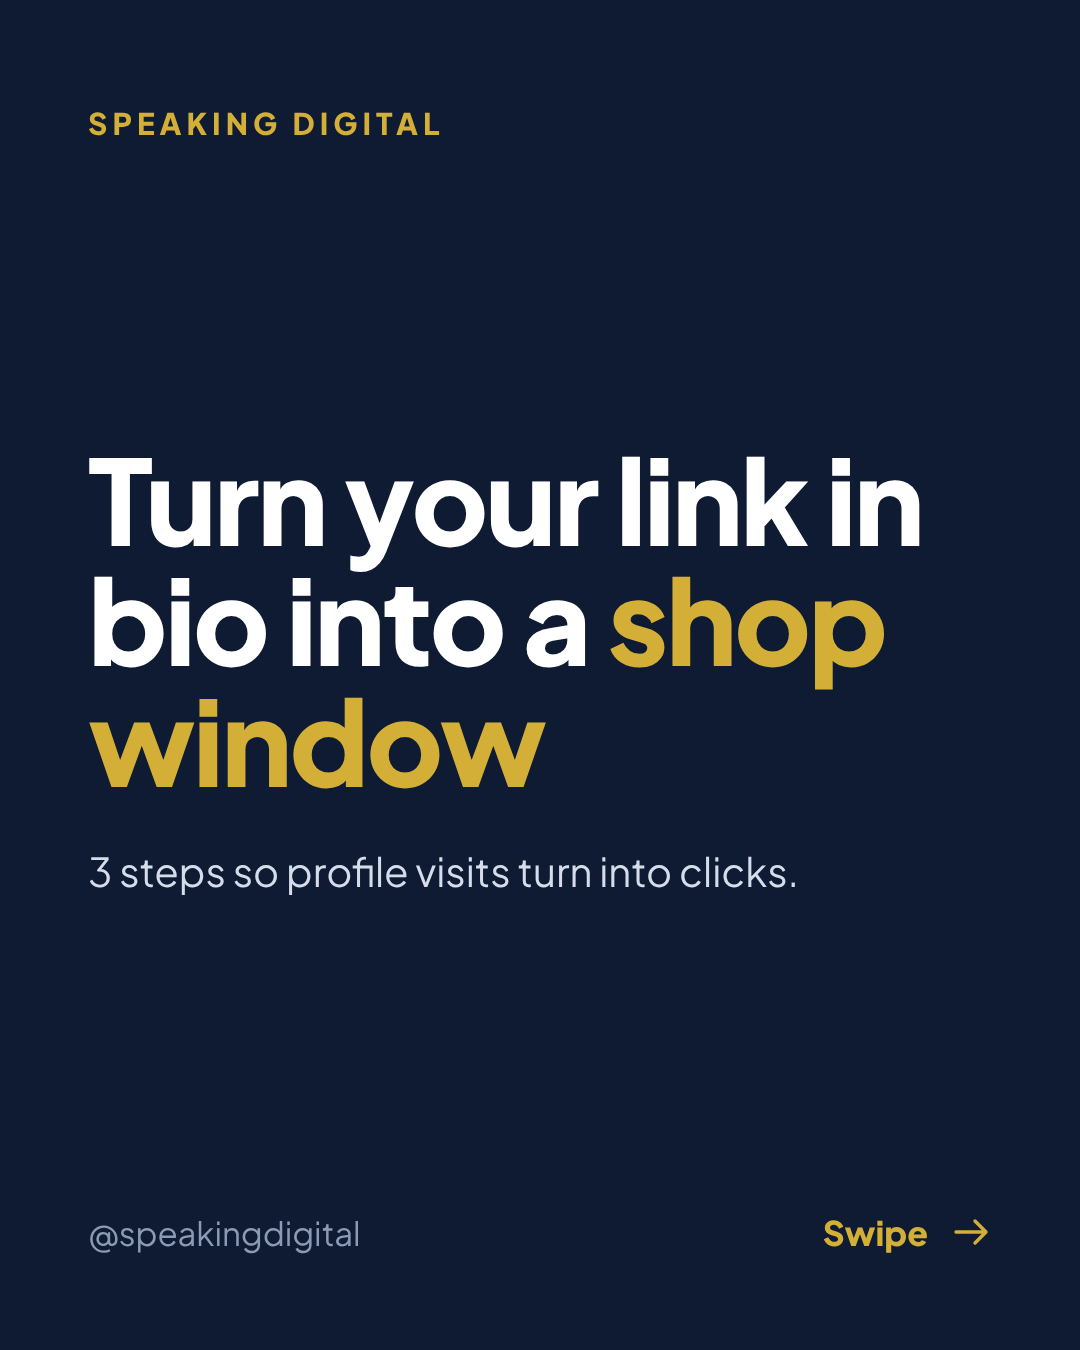 SPEAKING DIGITAL
Turn your link in
bio into a shop
window
3 steps so profile visits turn into clicks.
@speakingdigital
Swipe →